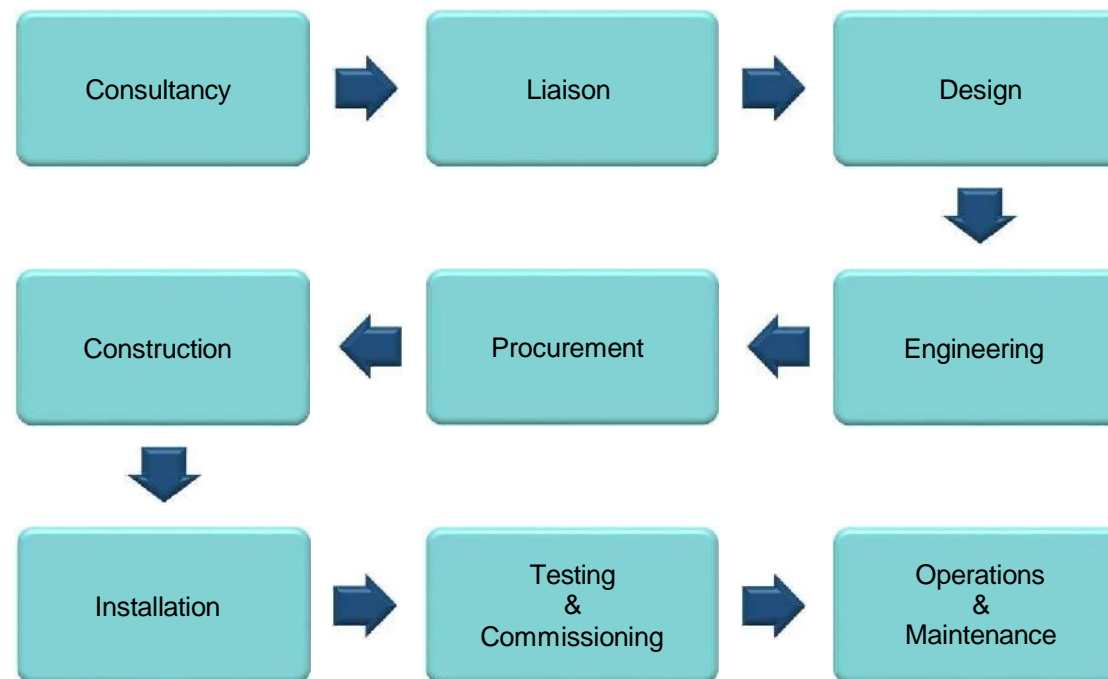 Consultancy
Liaison
Design
Engineering
Procurement
Construction
Installation
Testing
&
Commissioning
Operations
&
Maintenance